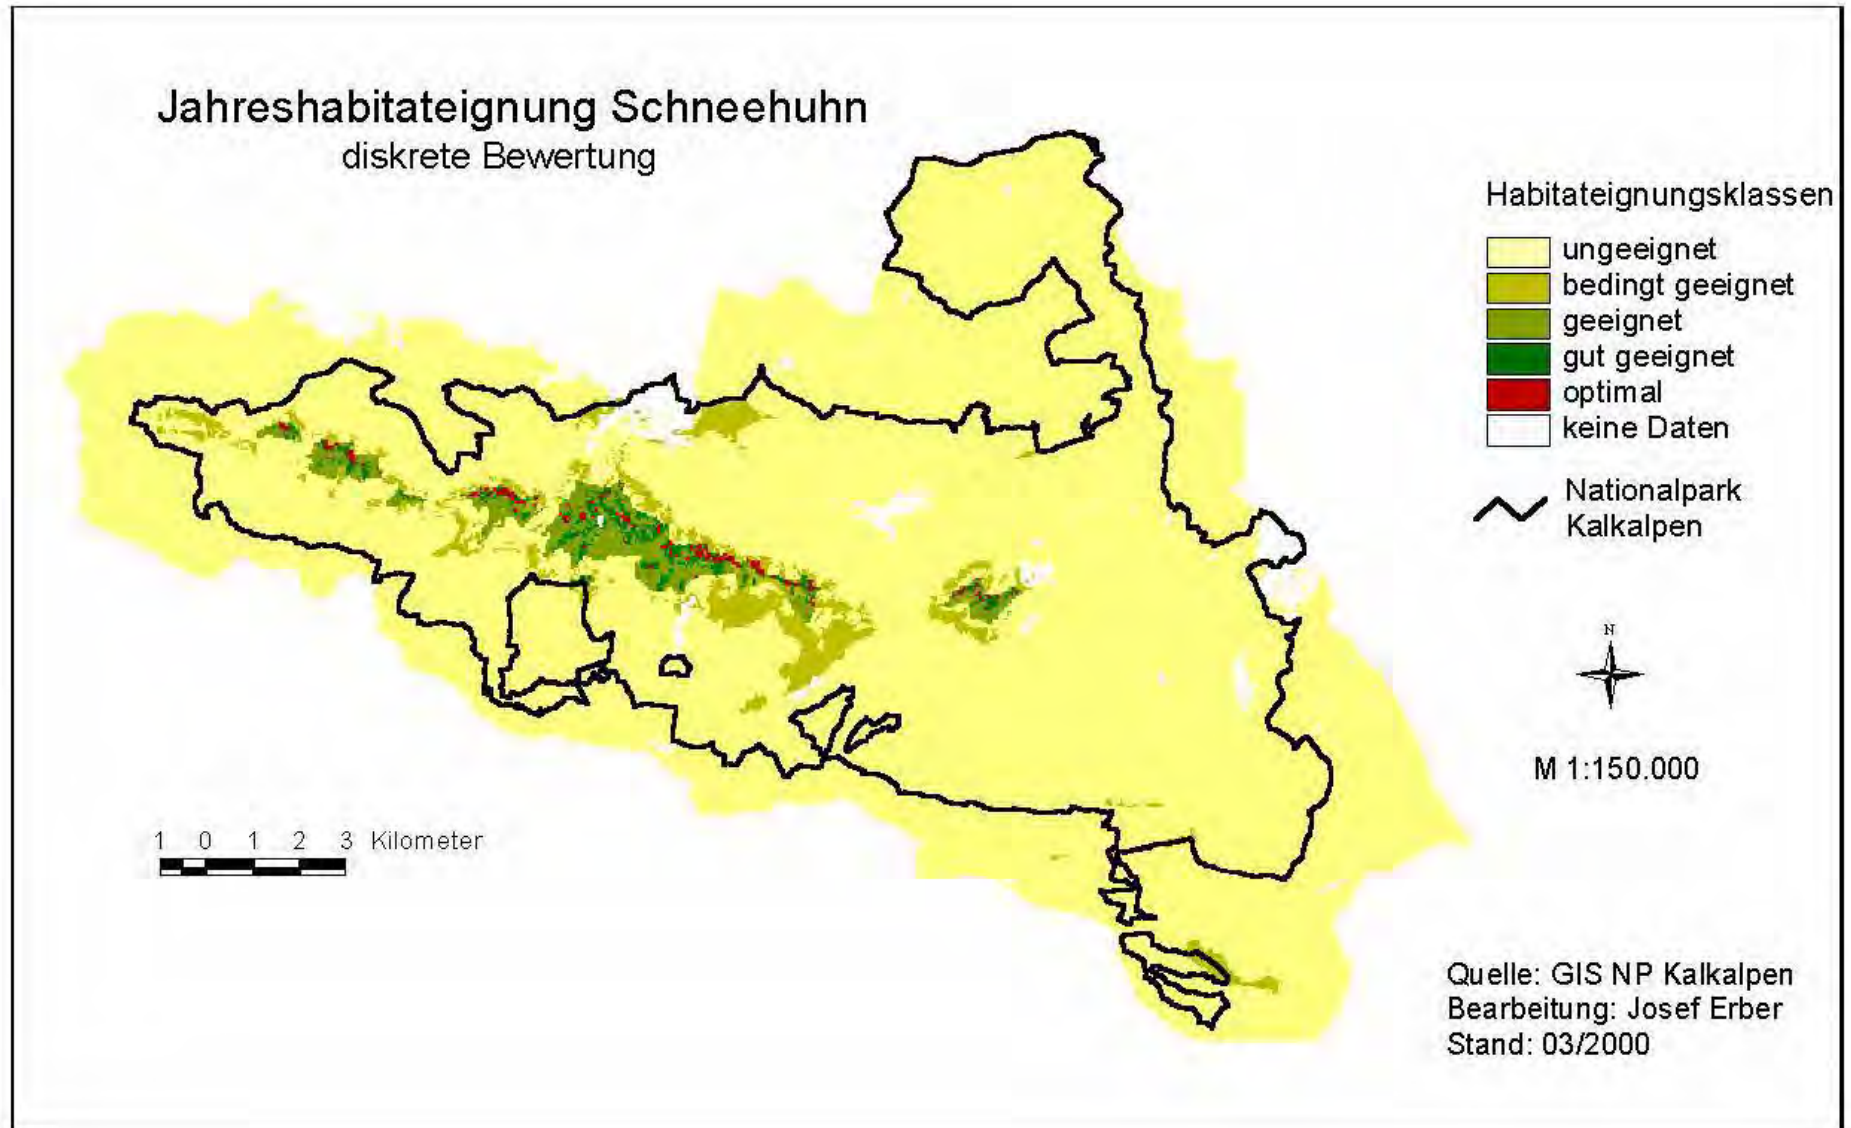 Jahreshabitateignung Schneehuhn
diskrete Bewertung
Habitateignungsklassen
ungeeignet
bedingt geeignet
geeignet
gut geeignet
optimal
keine Daten
Nationalpark
Kalkalpen
N
M 1:150.000
1 0 1 2 3 Kilometer
Quelle: GIS NP Kalkalpen
Bearbeitung: Josef Erber
Stand: 03/2000